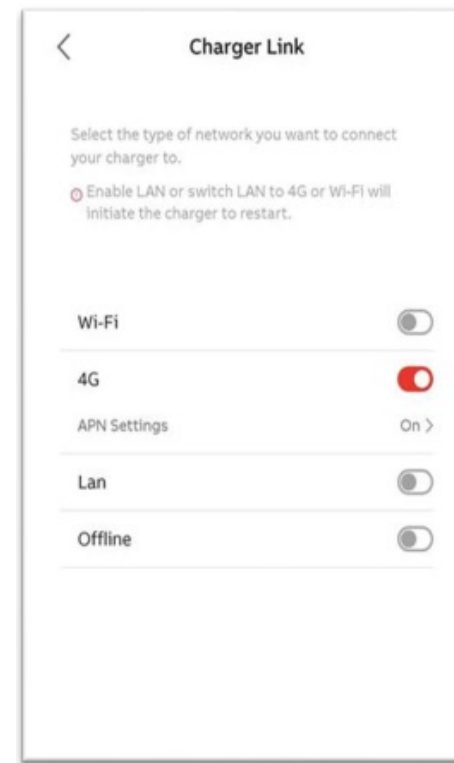 Charger Link
Select the type of network you want to connect
your charger to.
Enable LAN or switch LAN to 4G or Wi-Fi will
initiate the charger to restart.
Wi-Fi
4G
APN Settings On >
Lan
Offline